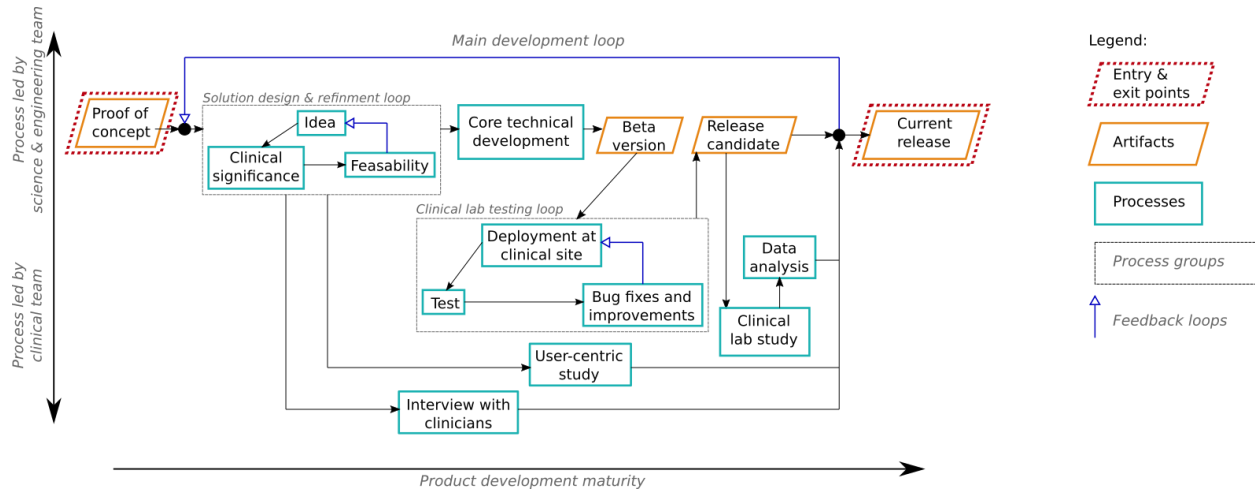 Process led by
science & engineering team
Process led by
clinical team
Main development loop
Proof of
concept
Solution design & refinment loop
Idea
Clinical
significance
Feasability
Core technical
development
Beta
version
Release
candidate
Current
release
Clinical lab testing loop
Deployment at
clinical site
Test
Bug fixes and
improvements
Data
analysis
Clinical
lab study
User-centric
study
Interview with
clinicians
Product development maturity
Legend:
Entry &
exit points
Artifacts
Processes
Process groups
Feedback loops